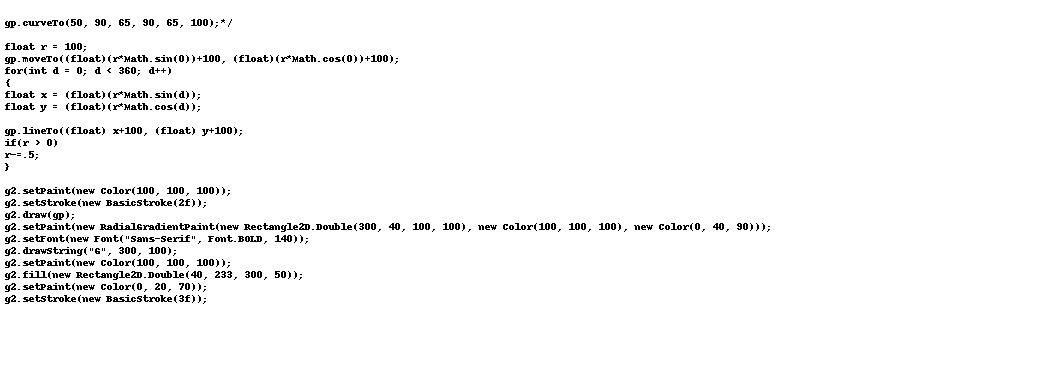 gp.curveTo(50, 90, 65, 90, 65, 100);*/
float r = 100;
gp.moveTo((float)(r*Math.sin(0))+100, (float)(r*Math.cos(0))+100);
for(int d = 0; d < 360; d++)
{
float x = (float)(r*Math.sin(d));
float y = (float)(r*Math.cos(d));
gp.lineTo((float) x+100, (float) y+100);
if(r > 0)
r-=.5;
}
g2.setPaint(new Color(100, 100, 100));
g2.setStroke(new BasicStroke(2f));
g2.draw(gp);
g2.setPaint(new RadialGradientPaint(new Rectangle2D.Double(300, 40, 100, 100), new Color(100, 100, 100), new Color(0, 40, 90)));
g2.setFont(new Font("Sans-Serif", Font.BOLD, 140));
g2.drawString("G", 300, 100);
g2.setPaint(new Color(100, 100, 100));
g2.fill(new Rectangle2D.Double(40, 233, 300, 50));
g2.setPaint(new Color(0, 20, 70));
g2.setStroke(new BasicStroke(3f));